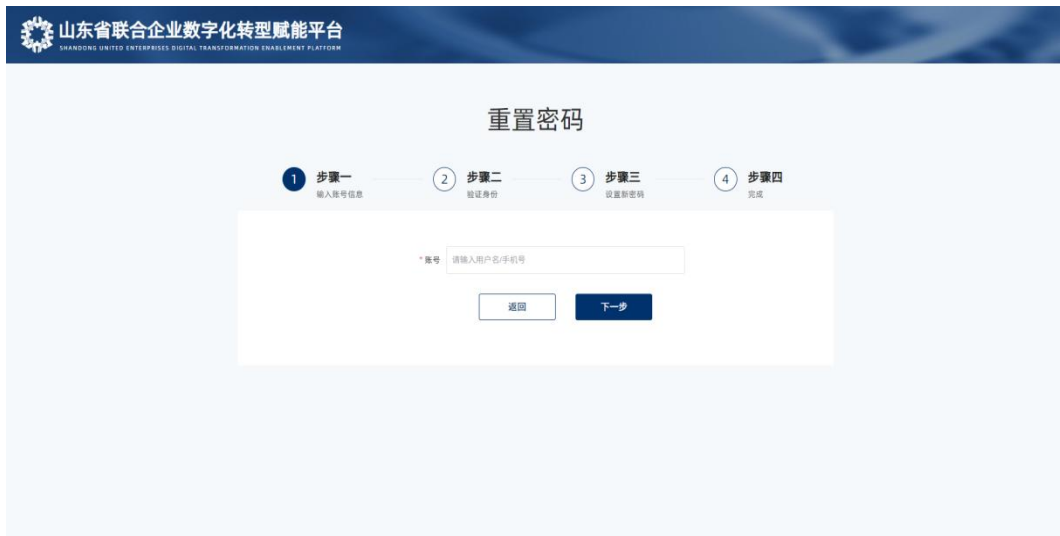 山东省联合企业数字化转型赋能平台
SHANDONG UNITED ENTERPRISES DIGITAL TRANSFORMATION ENABLEMENT PLATFORM
重置密码
1 步骤一 2 步骤二 3 步骤三 4 步骤四
输入账号信息 验证身份 设置新密码 完成
*账号 请输入用户名/手机号
返回 下一步